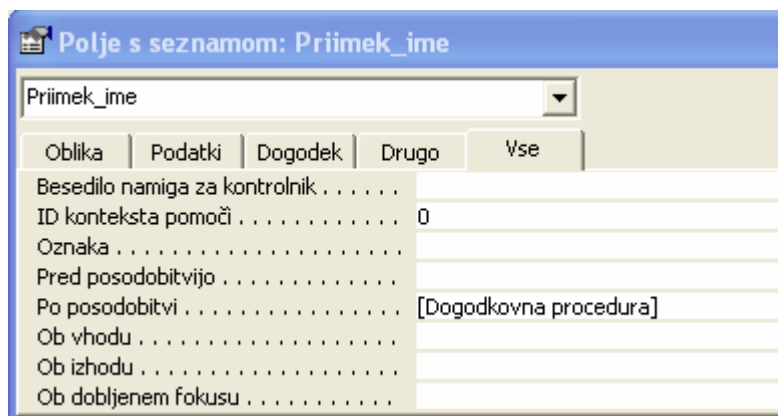 Polje s seznamom: Priimek_ime
Priimek_ime
Oblika Podatki Dogodek Drugo Vse
Besedilo namiga za kontrolnik . . . . . .
ID konteksta pomoči . . . . . . . . . . . . 0
Oznaka . . . . . . . . . . . . . . . . . . . . . .
Pred posodobitvijo . . . . . . . . . . . . .
Po posodobitvi . . . . . . . . . . . . . . . . [Dogodkovna procedura]
Ob vhodu . . . . . . . . . . . . . . . . . . .
Ob izhodu . . . . . . . . . . . . . . . . . . .
Ob dobljenem fokusu . . . . . . . . . . .